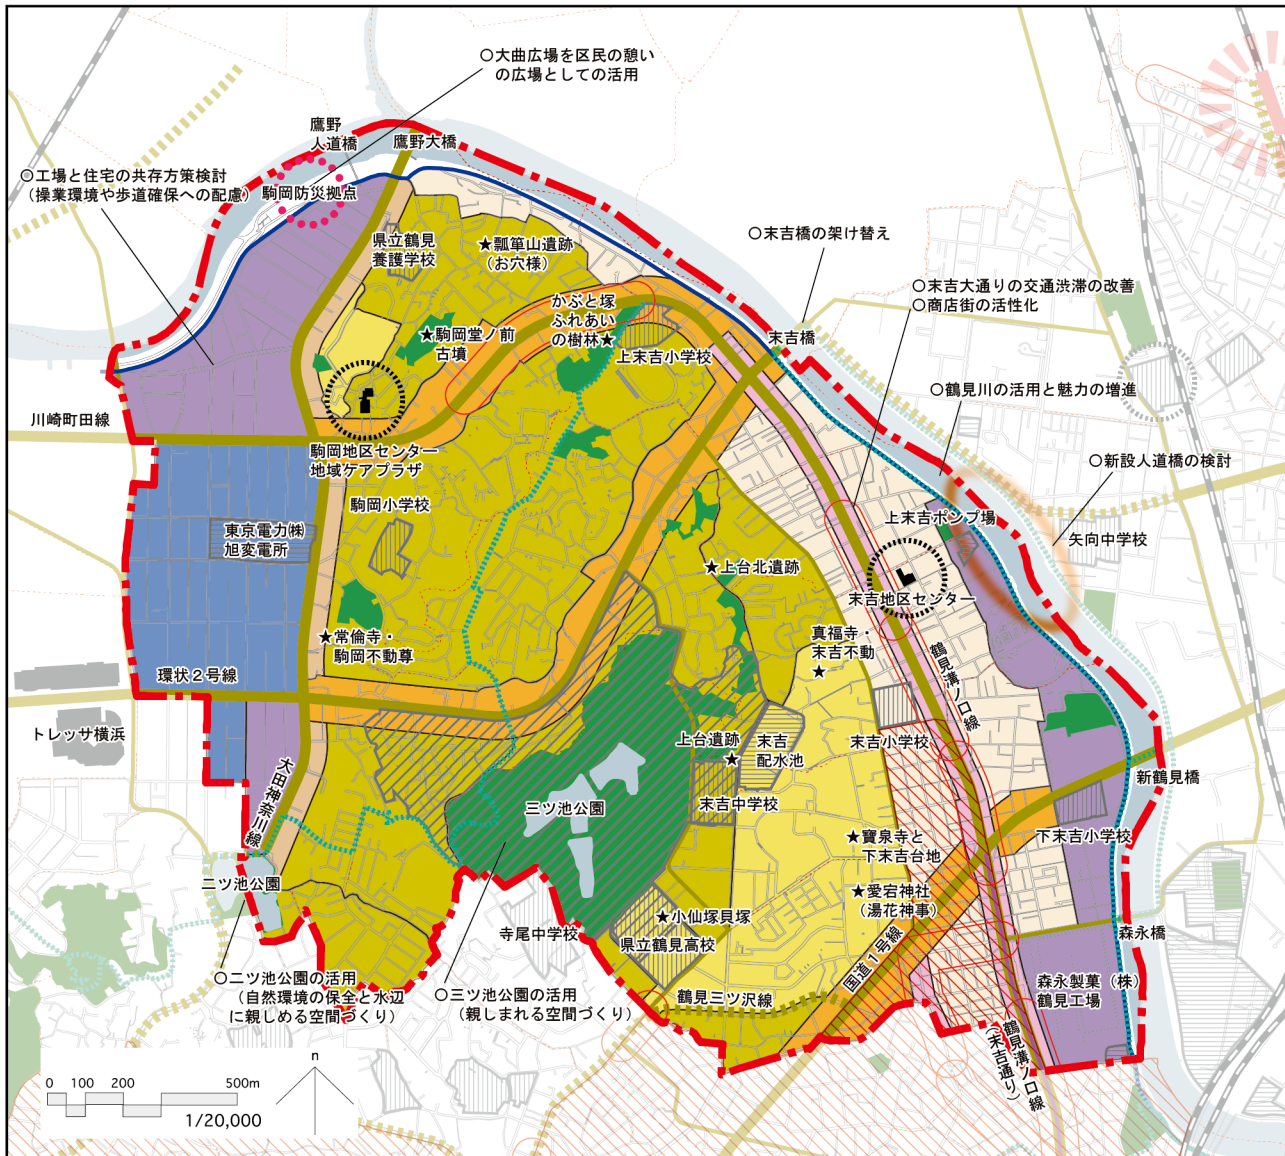 ○大曲広場を区民の憩い
の広場としての活用
鷹野
人道橋
鷹野大橋
○工場と住宅の共存方策検討
(操業環境や歩道確保への配慮)
駒岡防災拠点
県立鶴見
養護学校
★瓢箪山遺跡
(お穴様)
○末吉橋の架け替え
○末吉大通りの交通渋滞の改善
○商店街の活性化
かぶと塚
ふれあい
の樹林★
★駒岡堂ノ前
古墳
上末吉小学校
末吉橋
○鶴見川の活用と魅力の増進
川崎町田線
駒岡地区センター
地域ケアプラザ
○新設人道橋の検討
駒岡小学校
東京電力㈱
旭変電所
上末吉ポンプ場
矢向中学校
★上台北遺跡
末吉地区センター
★常倫寺・
駒岡不動尊
真福寺・
末吉不動
★
鶴見溝ノ口線
環状2号線
トレッサ横浜
上台遺跡
★
末吉
配水池
末吉小学校
大田神奈川線
新鶴見橋
三ツ池公園
末吉中学校
★寶泉寺と
下末吉台地
下末吉小学校
二ツ池公園
★愛宕神社
(湯花神事)
★小仙塚貝塚
寺尾中学校
県立鶴見高校
森永橋
国道1号線
○二ツ池公園の活用
(自然環境の保全と水辺
に親しめる空間づくり)
○三ツ池公園の活用
(親しまれる空間づくり)
鶴見三ツ沢線
森永製菓(株)
鶴見工場
鶴見溝ノ口線
(末吉通り)
n
0 100 200 500m
1/20,000